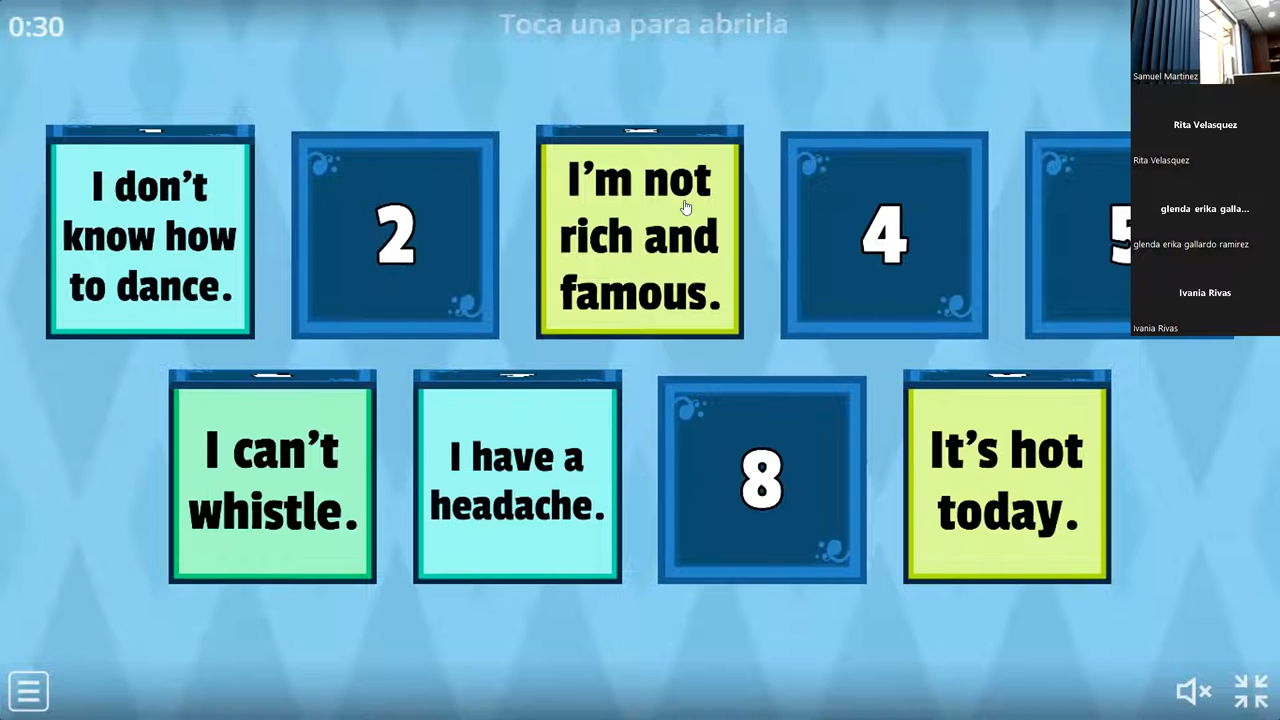 0:30
Toca una para abrirla
Samuel Martinez
Rita Velasquez
Rita Velasquez
glenda erika galla...
glenda erika gallardo ramirez
Ivania Rivas
Ivania Rivas
I don't
know how
to dance.
2
I'm not
rich and
famous.
4
5
I can't
whistle.
I have a
headache.
8
It's hot
today.